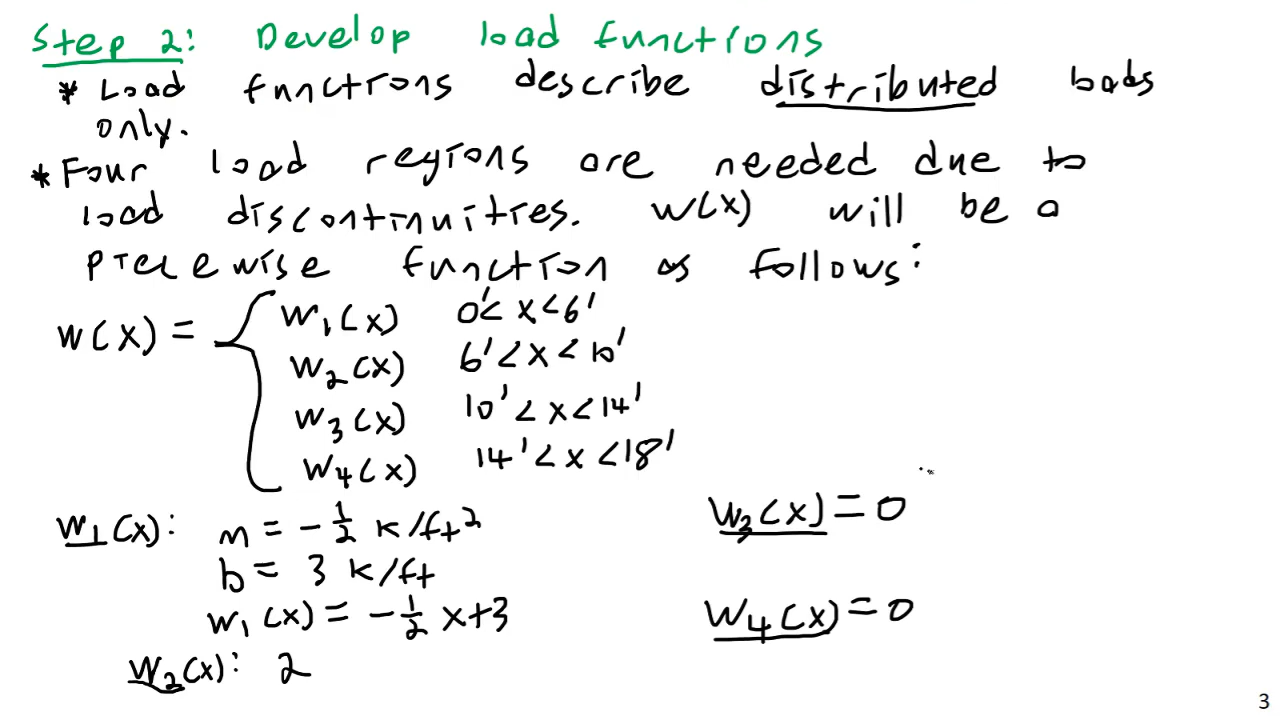 Step 2: Develop load functions
* Load functions describe distributed loads
only.
* Four load regions are needed due to
load discontinuities. w(x) will be a
piecewise function as follows:
w(x) = { w₁(x) 0' < x < 6'
w₂(x) 6' < x < 10'
w₃(x) 10' < x < 14'
w₄(x) 14' < x < 18'
w₁(x): m = -1/2 k/ft²
b = 3 k/ft
w₁(x) = -1/2 x+3
w₂(x): 2
w₃(x) = 0
w₄(x) = 0
3